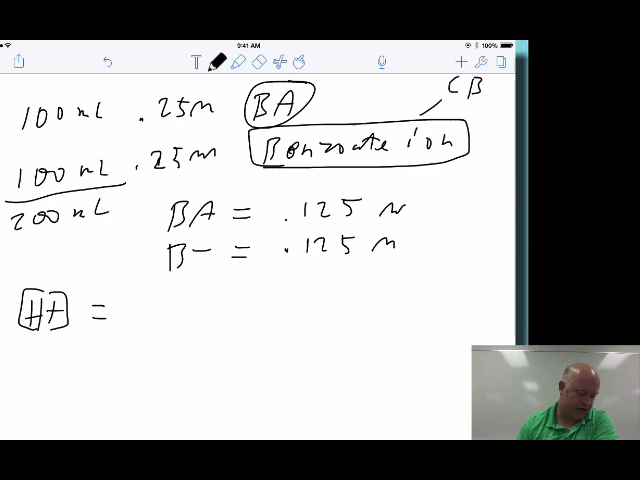 9:41 AM
100%
T
CB
100 mL .25 m BA
100 mL .25 m Benzoate ion
200 mL
BA = .125 m
B- = .125 m
[H+] =